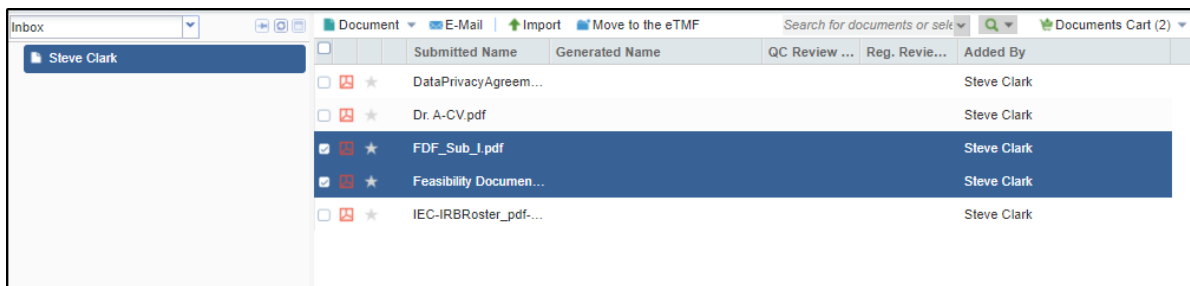 Inbox
Document E-Mail Import Move to the eTMF Search for documents or sele Documents Cart (2)
Steve Clark
Submitted Name Generated Name QC Review ... Reg. Revie... Added By
DataPrivacyAgreem... Steve Clark
Dr. A-CV.pdf Steve Clark
FDF_Sub_I.pdf Steve Clark
Feasibility Documen... Steve Clark
IEC-IRBRoster_pdf-... Steve Clark